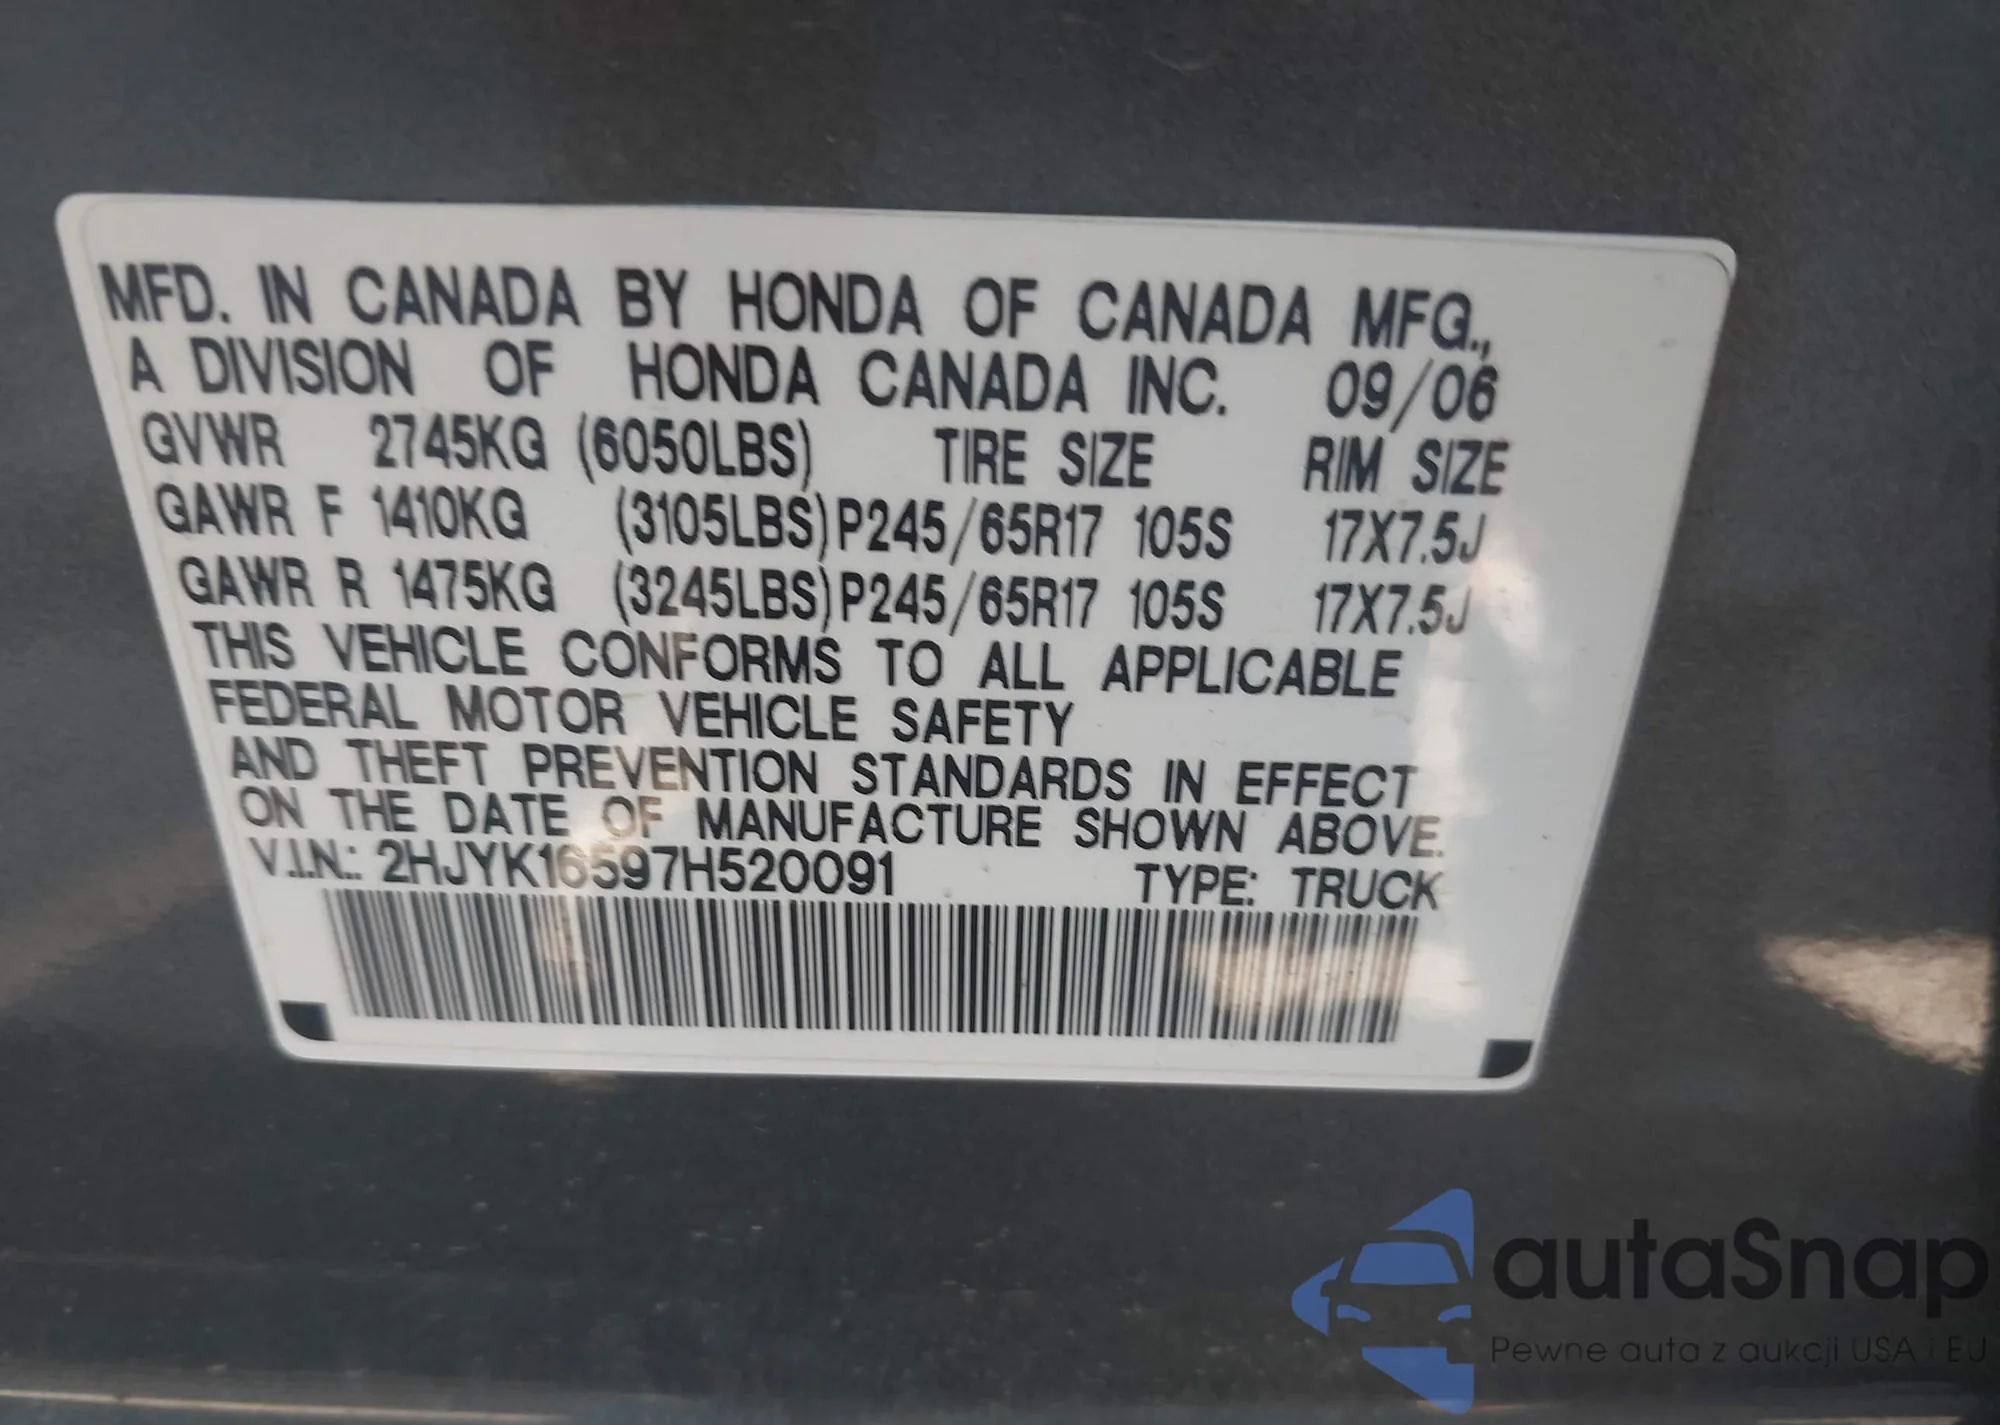 MFD. IN CANADA BY HONDA OF CANADA MFG.,
A DIVISION OF HONDA CANADA INC. 09/06
GVWR 2745KG (6050LBS) TIRE SIZE RIM SIZE
GAWR F 1410KG (3105LBS) P245/65R17 105S 17X7.5J
GAWR R 1475KG (3245LBS) P245/65R17 105S 17X7.5J
THIS VEHICLE CONFORMS TO ALL APPLICABLE
FEDERAL MOTOR VEHICLE SAFETY
AND THEFT PREVENTION STANDARDS IN EFFECT
ON THE DATE OF MANUFACTURE SHOWN ABOVE.
V.I.N.: 2HJYK16597H520091 TYPE: TRUCK
autaSnap
Pewne auta z aukcji USA i EU